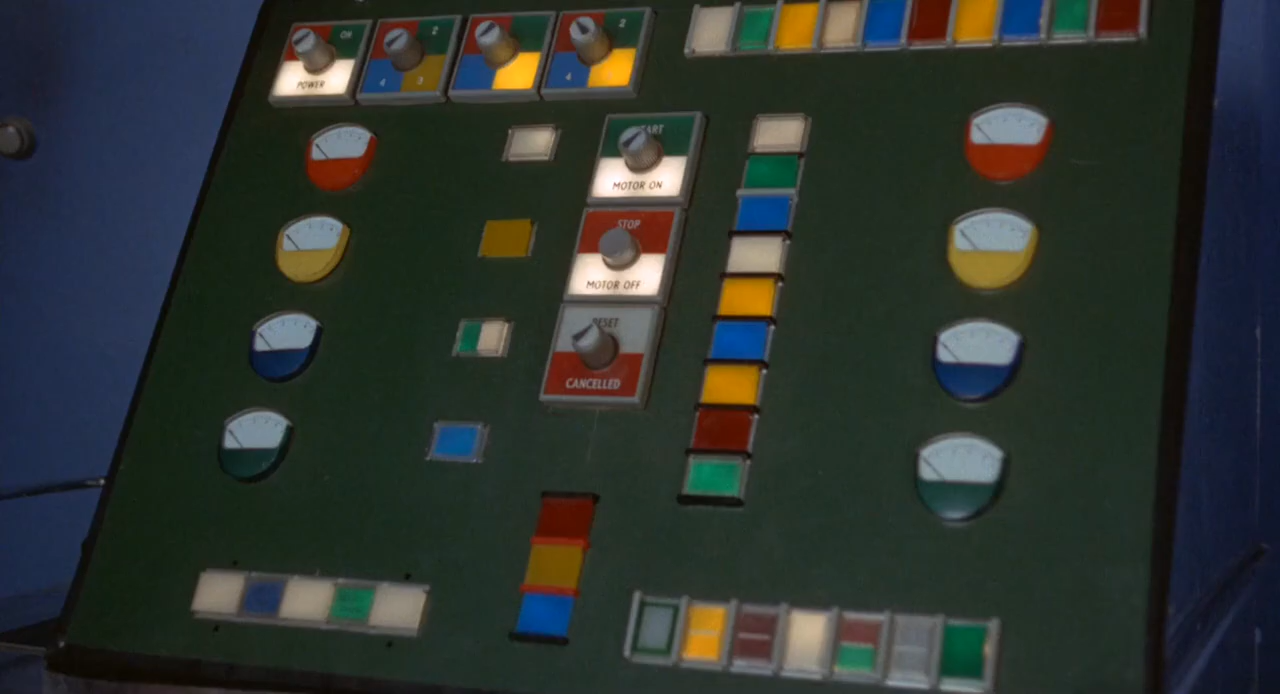 ON
POWER
2
4 3
2
4
START
MOTOR ON
STOP
MOTOR OFF
RESET
CANCELLED